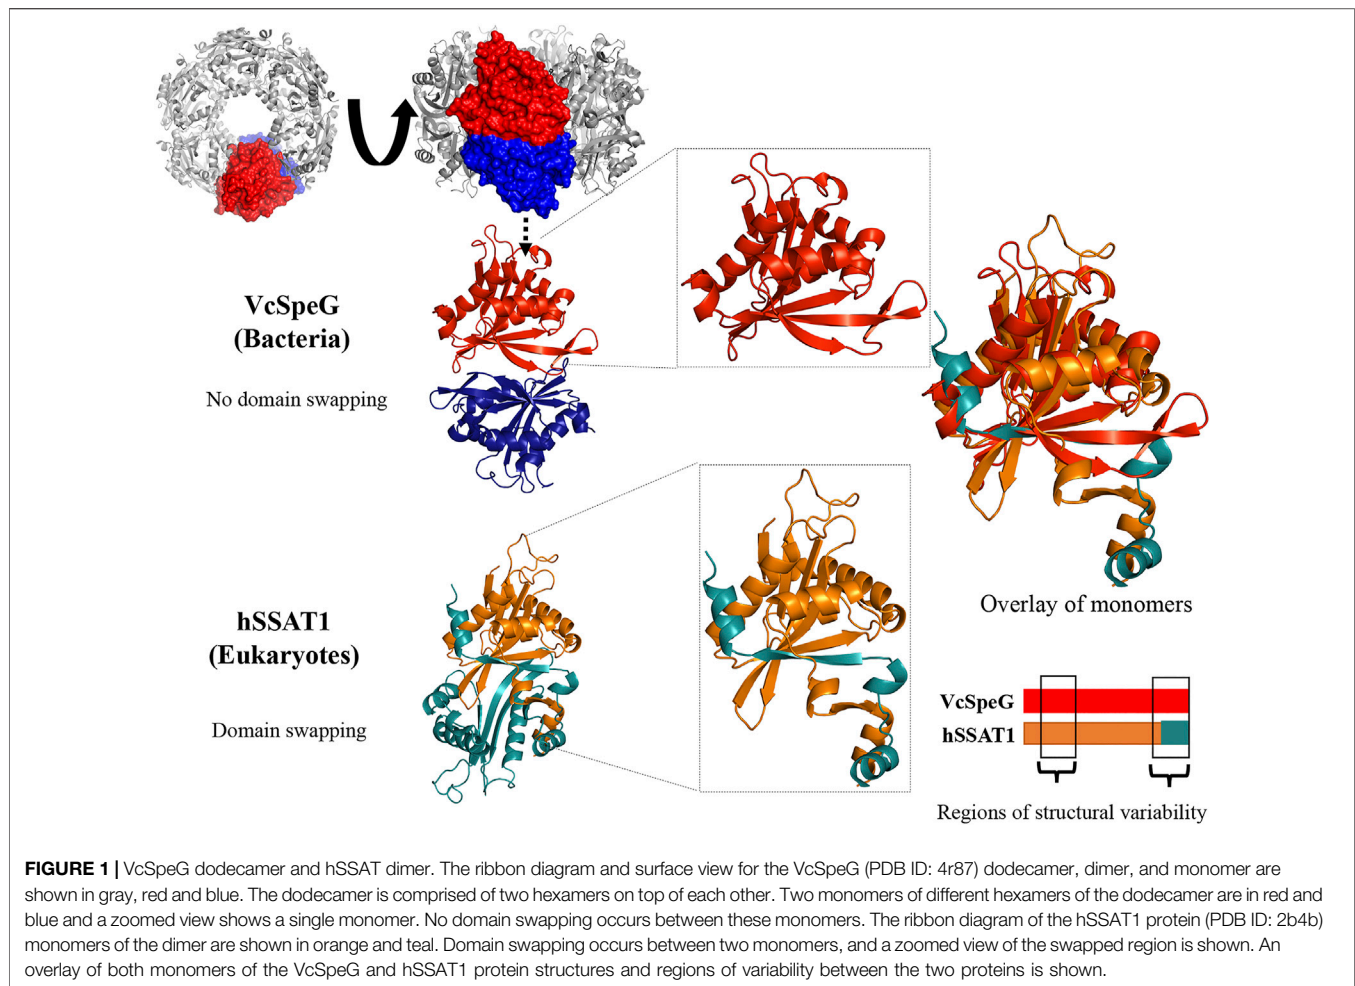 VcSpeG
(Bacteria)
No domain swapping
hSSAT1
(Eukaryotes)
Domain swapping
Overlay of monomers
VcSpeG
hSSAT1
Regions of structural variability
FIGURE 1 | VcSpeG dodecamer and hSSAT dimer. The ribbon diagram and surface view for the VcSpeG (PDB ID: 4r87) dodecamer, dimer, and monomer are
shown in gray, red and blue. The dodecamer is comprised of two hexamers on top of each other. Two monomers of different hexamers of the dodecamer are in red and
blue and a zoomed view shows a single monomer. No domain swapping occurs between these monomers. The ribbon diagram of the hSSAT1 protein (PDB ID: 2b4b)
monomers of the dimer are shown in orange and teal. Domain swapping occurs between two monomers, and a zoomed view of the swapped region is shown. An
overlay of both monomers of the VcSpeG and hSSAT1 protein structures and regions of variability between the two proteins is shown.